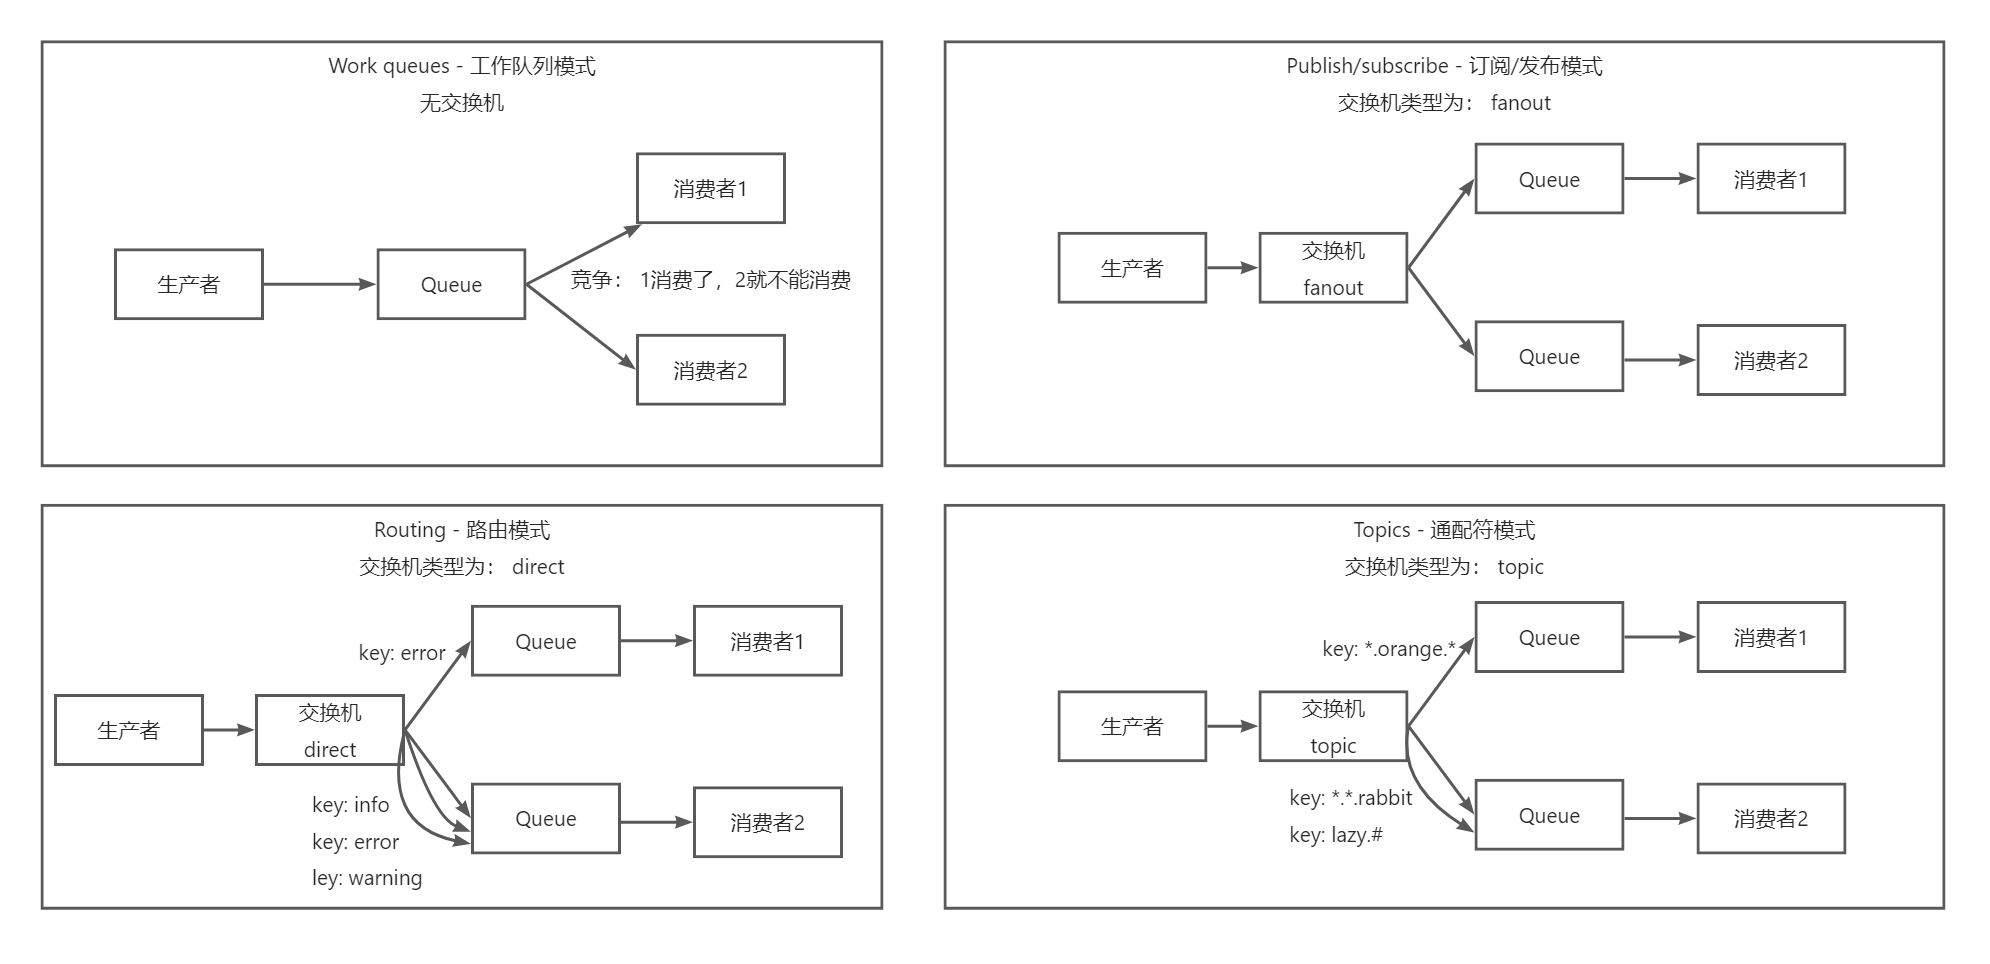 Work queues - 工作队列模式
无交换机
消费者1
生产者
Queue
竞争： 1消费了，2就不能消费
消费者2
Publish/subscribe - 订阅/发布模式
交换机类型为： fanout
Queue
消费者1
生产者
交换机
fanout
Queue
消费者2
Routing - 路由模式
交换机类型为： direct
key: error
Queue
消费者1
生产者
交换机
direct
key: info
key: error
ley: warning
Queue
消费者2
Topics - 通配符模式
交换机类型为： topic
key: *.orange.*
Queue
消费者1
生产者
交换机
topic
key: *.*.rabbit
key: lazy.#
Queue
消费者2